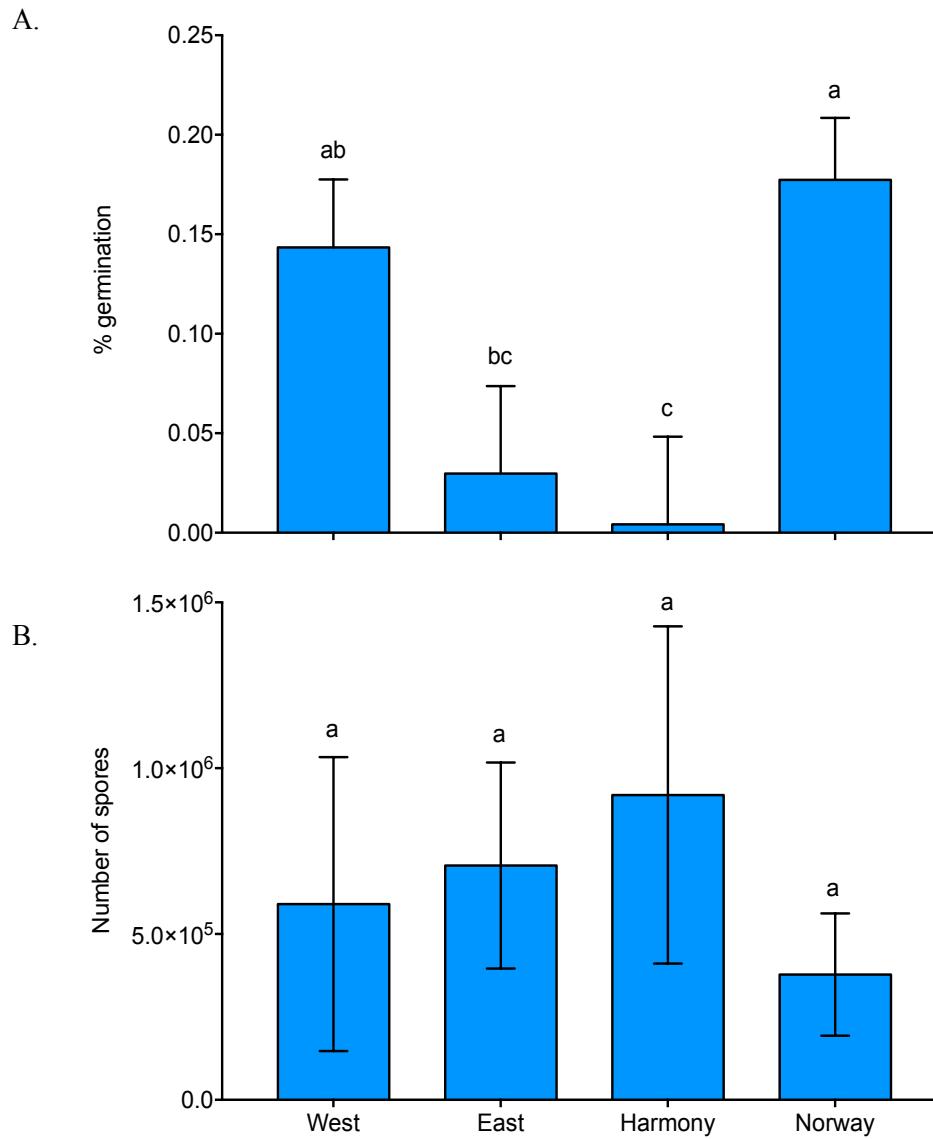 A.
0.25
0.20
0.15
0.10
0.05
0.00
% germination
ab
bc
c
a
B.
1.5×10⁶
1.0×10⁶
5.0×10⁵
0.0
Number of spores
a
a
a
a
West East Harmony Norway